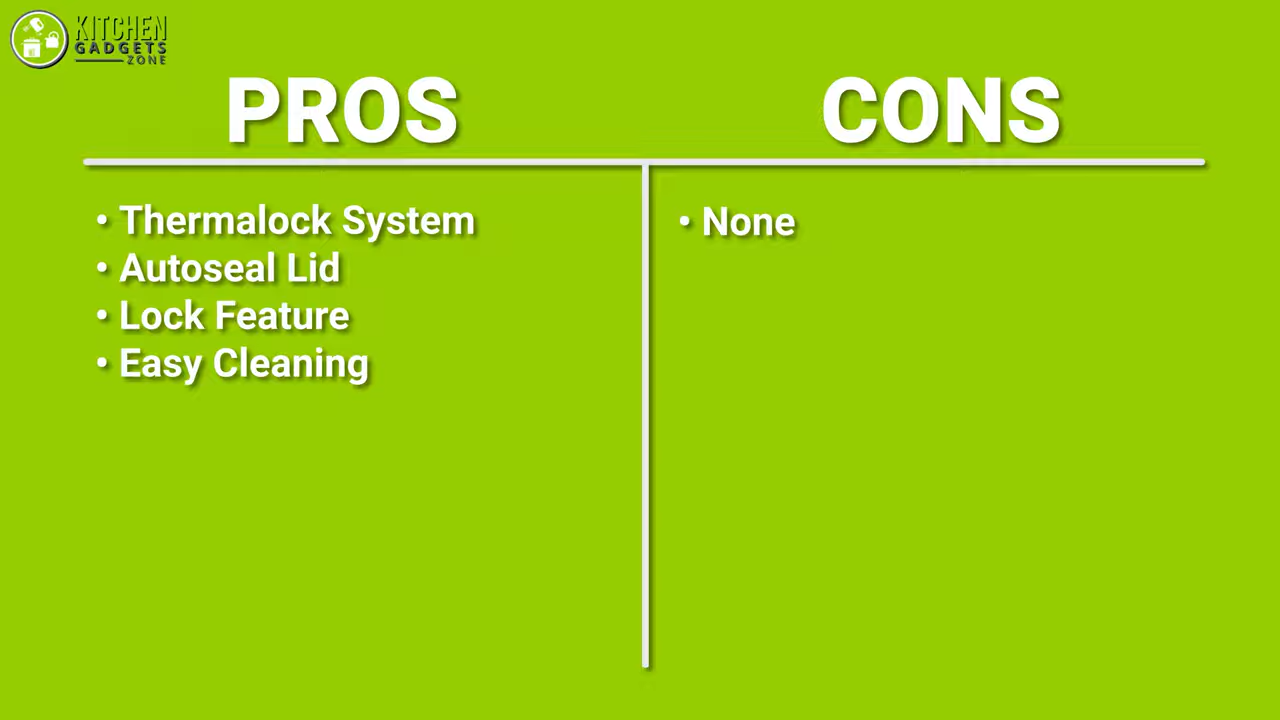 KITCHEN
GADGETS
ZONE
PROS
CONS
• Thermalock System
• Autoseal Lid
• Lock Feature
• Easy Cleaning
• None